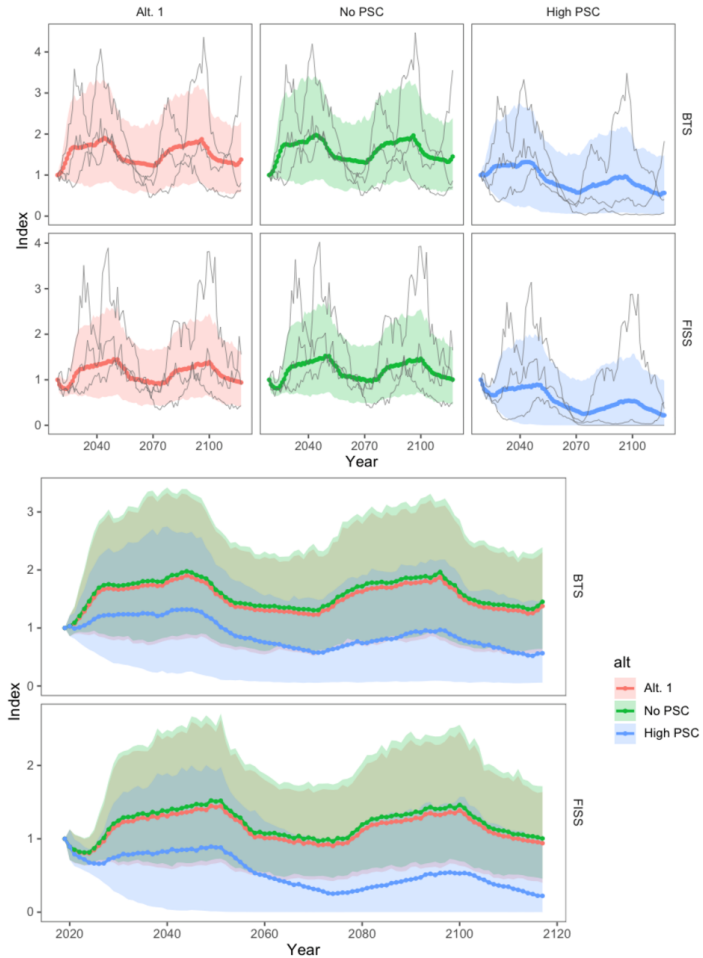 Alt. 1 No PSC High PSC
4
3
2
1
0
BTS
Index
4
3
2
1
0
FISS
2040 2070 2100 2040 2070 2100 2040 2070 2100
Year
3
2
1
0
BTS
Index
2
1
0
FISS
2020 2040 2060 2080 2100 2120
Year
alt
Alt. 1
No PSC
High PSC